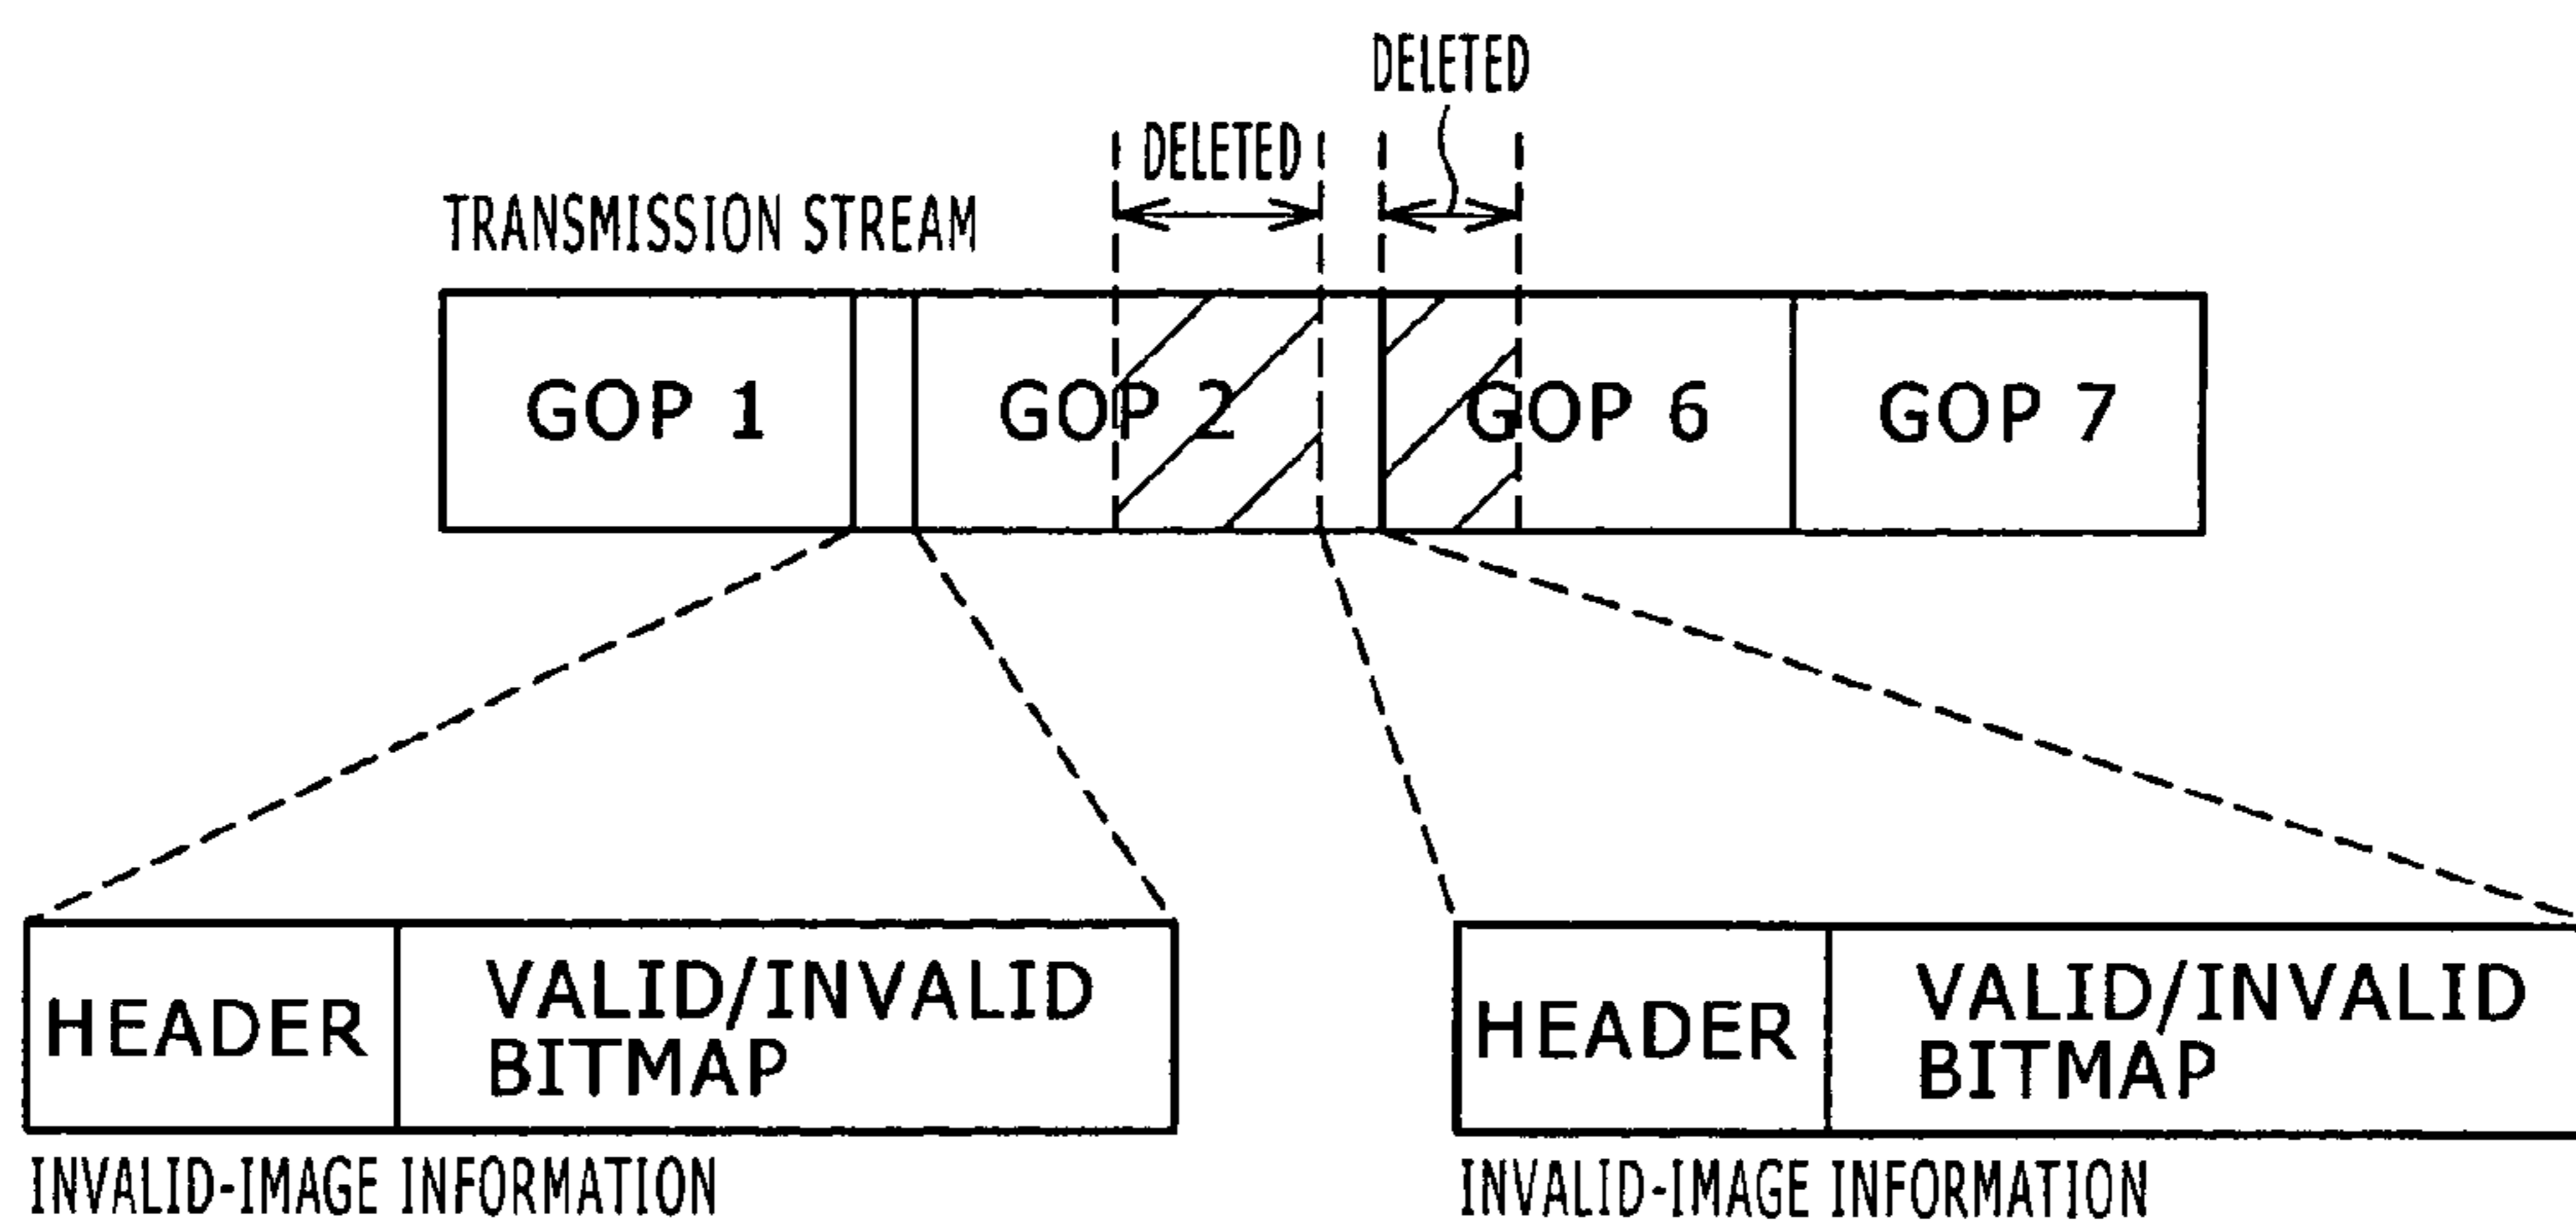 DELETED
DELETED
TRANSMISSION STREAM
GOP 1
GOP 2
GOP 6
GOP 7
HEADER
VALID/INVALID
BITMAP
HEADER
VALID/INVALID
BITMAP
INVALID-IMAGE INFORMATION
INVALID-IMAGE INFORMATION